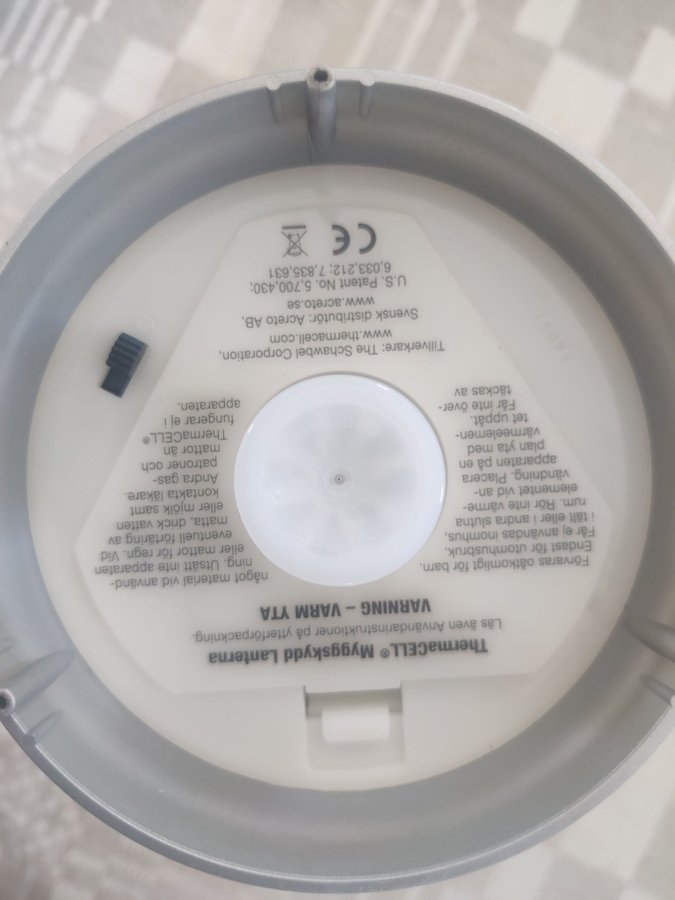 ThermaCELL® Myggskydd Lanterna
Läs även Användarinstruktioner på ytterförpackning.
VARNING – VARM YTA
Förvaras oåtkomligt för barn.
Endast för utomhusbruk.
Får ej användas inomhus,
i tält eller i andra slutna
rum. Rör inte värme-
elementet vid an-
vändning. Placera
apparaten på en
plan yta med
värmeelemen-
tet uppåt.
Får inte över-
täckas av
något material vid använd-
ning. Utsätt inte apparaten
eller mattor för regn. Vid
eventuell förtäring av
matta, drick vatten
eller mjölk samt
kontakta läkare.
Andra gas-
patroner och
mattor än
ThermaCELL®
fungerar ej i
apparaten.
Tillverkare: The Schawbel Corporation,
www.thermacell.com
Svensk distributör: Acreto AB,
www.acreto.se
U.S. Patent No. 5,700,430;
6,033,212; 7,835,631
CE